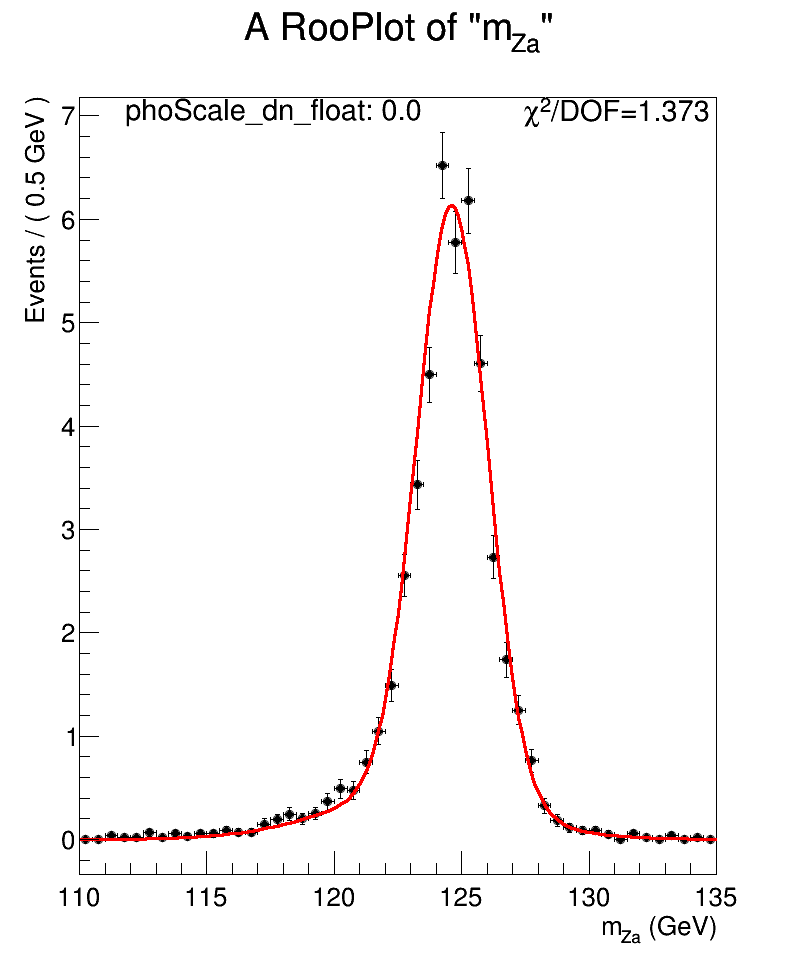 A RooPlot of "m_Za"
phoScale_dn_float: 0.0
χ²/DOF=1.373
Events / ( 0.5 GeV )
7
6
5
4
3
2
1
0
110 115 120 125 130 135
m_Za (GeV)